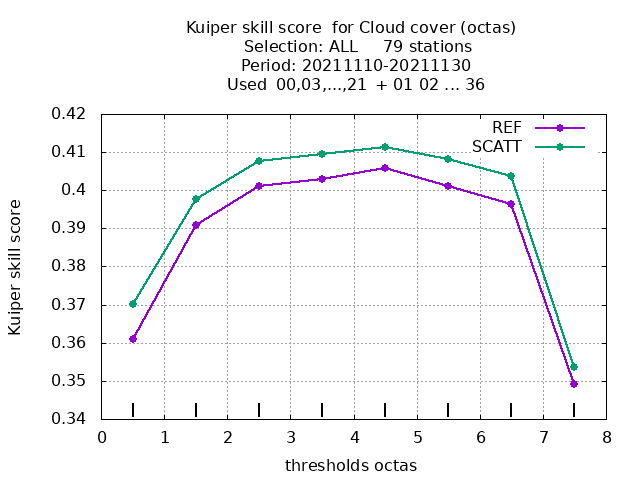 Kuiper skill score  for Cloud cover (octas)
Selection: ALL     79 stations
Period: 20211110-20211130
Used  00,03,...,21  + 01 02 ... 36
REF
SCATT
0.42
0.41
0.4
0.39
0.38
0.37
0.36
0.35
0.34
Kuiper skill score
0 1 2 3 4 5 6 7 8
thresholds octas